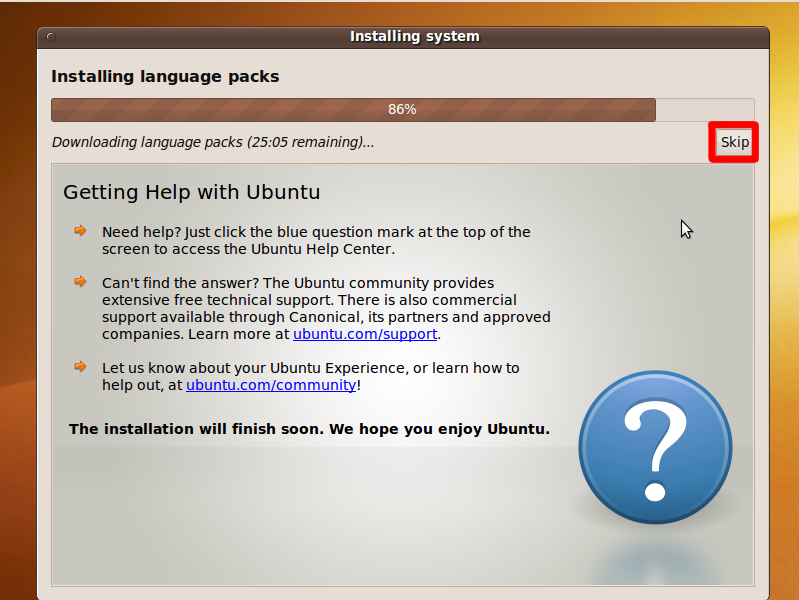 Installing system
Installing language packs
86%
Downloading language packs (25:05 remaining)...
Skip
Getting Help with Ubuntu
Need help? Just click the blue question mark at the top of the
screen to access the Ubuntu Help Center.
Can't find the answer? The Ubuntu community provides
extensive free technical support. There is also commercial
support available through Canonical, its partners and approved
companies. Learn more at ubuntu.com/support.
Let us know about your Ubuntu Experience, or learn how to
help out, at ubuntu.com/community!
The installation will finish soon. We hope you enjoy Ubuntu.
?